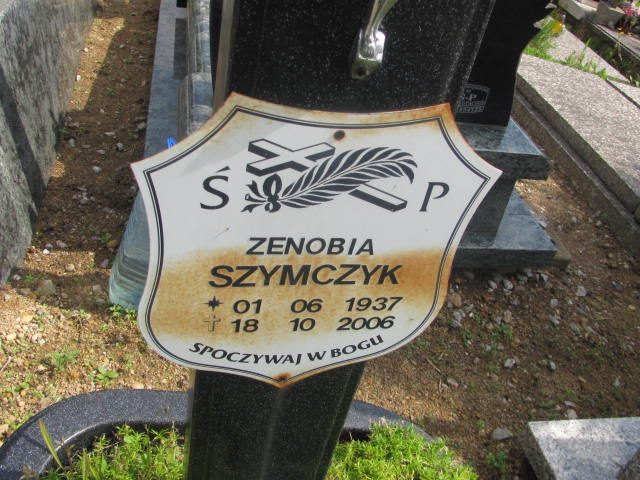 Ś P
ZENOBIA
SZYMCZYK
01 06 1937
18 10 2006
SPOCZYWAJ W BOGU